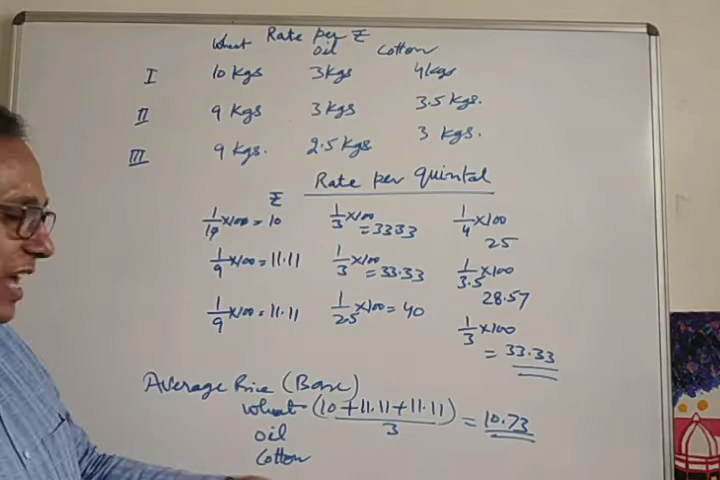 Rate per ₹
Wheat oil Cotton
I 10 kgs 3 kgs 4 kgs
II 9 kgs 3 kgs 3.5 kgs.
III 9 kgs. 2.5 kgs. 3 kgs.
₹ Rate per quintal
1/10 x100 = 10 1/3 x100 = 3333 1/4 x100 25
1/9 x100 = 11.11 1/3 x100 = 33.33 1/3.5 x100 28.57
1/9 x100 = 11.11 1/2.5 x100 = 40 1/3 x100 = 33.33
Average Price (Base)
Wheat (10 + 11.11 + 11.11)/3 = 10.73
oil
Cotton